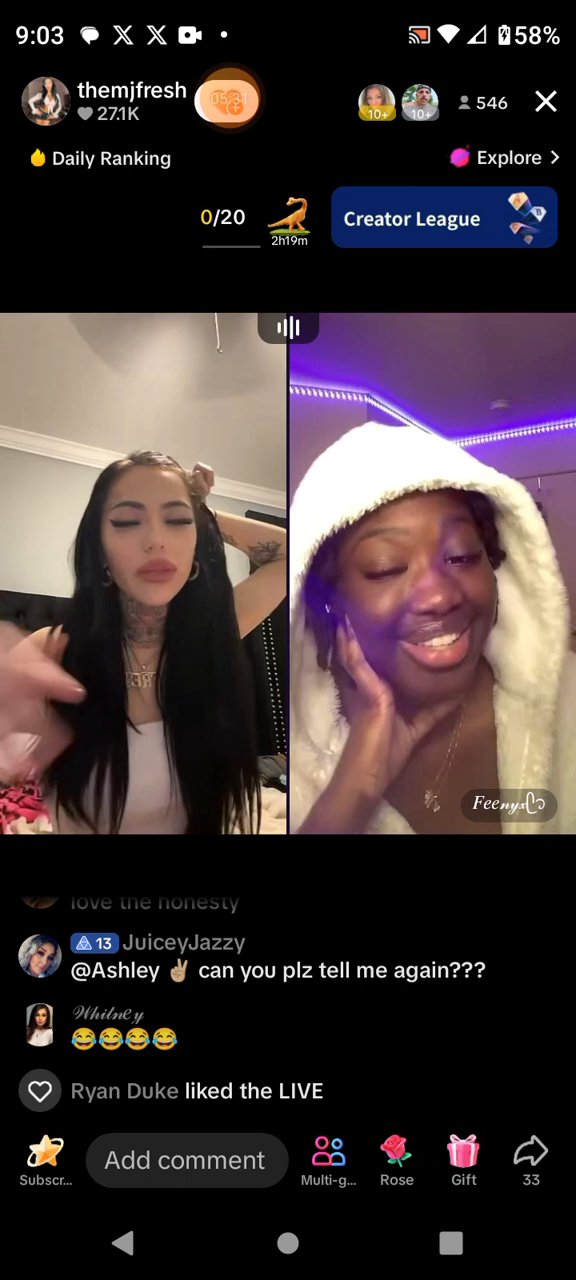 9:03
58%
themjfresh
27.1K
05:31
10+
10+
546
Daily Ranking
Explore
0/20
2h19m
Creator League
Feenyx
love the honesty
13 JuiceyJazzy
@Ashley ✌🏼 can you plz tell me again???
Whitney
😂😂😂😂
Ryan Duke liked the LIVE
Subscr...
Add comment
Multi-g...
Rose
Gift
33